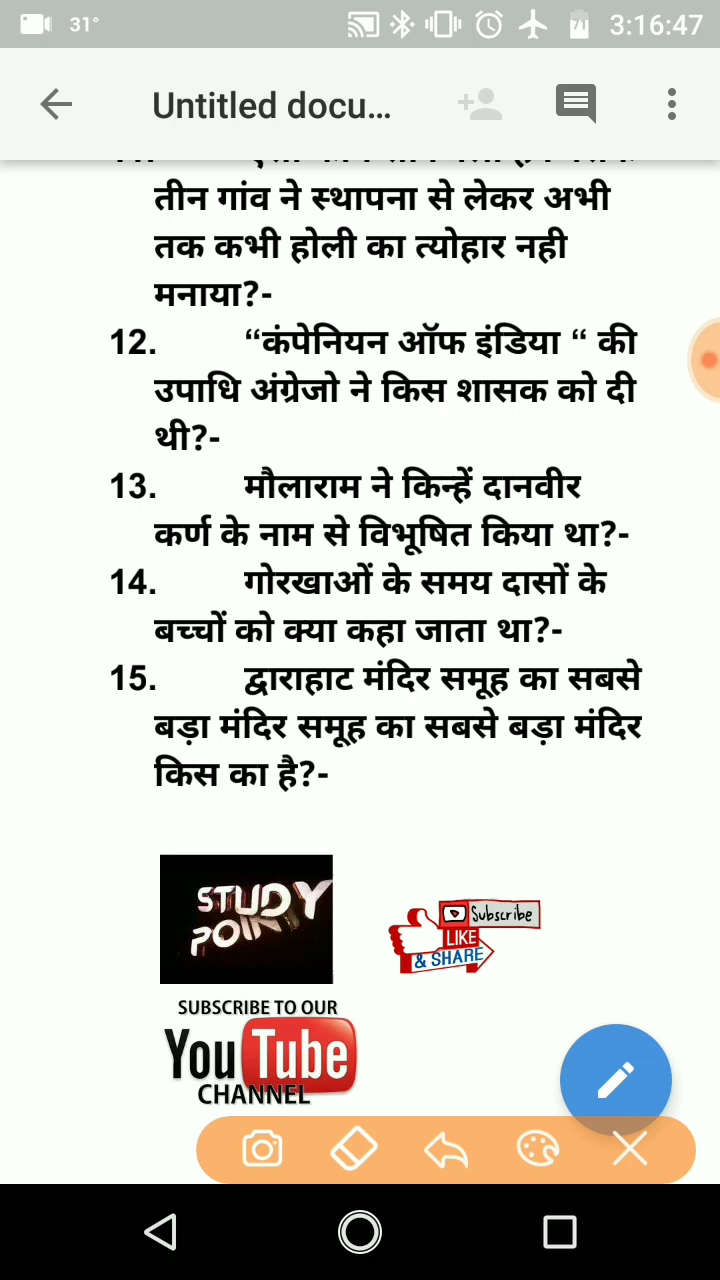 31°
3:16:47
Untitled docu...
तीन गांव ने स्थापना से लेकर अभी
तक कभी होली का त्योहार नही
मनाया?-
12. “कंपेनियन ऑफ इंडिया “ की
उपाधि अंग्रेजो ने किस शासक को दी
थी?-
13. मौलाराम ने किन्हें दानवीर
कर्ण के नाम से विभूषित किया था?-
14. गोरखाओं के समय दासों के
बच्चों को क्या कहा जाता था?-
15. द्वाराहाट मंदिर समूह का सबसे
बड़ा मंदिर समूह का सबसे बड़ा मंदिर
किस का है?-
STUDY
POINT
Subscribe
LIKE
& SHARE
SUBSCRIBE TO OUR
YouTube
CHANNEL